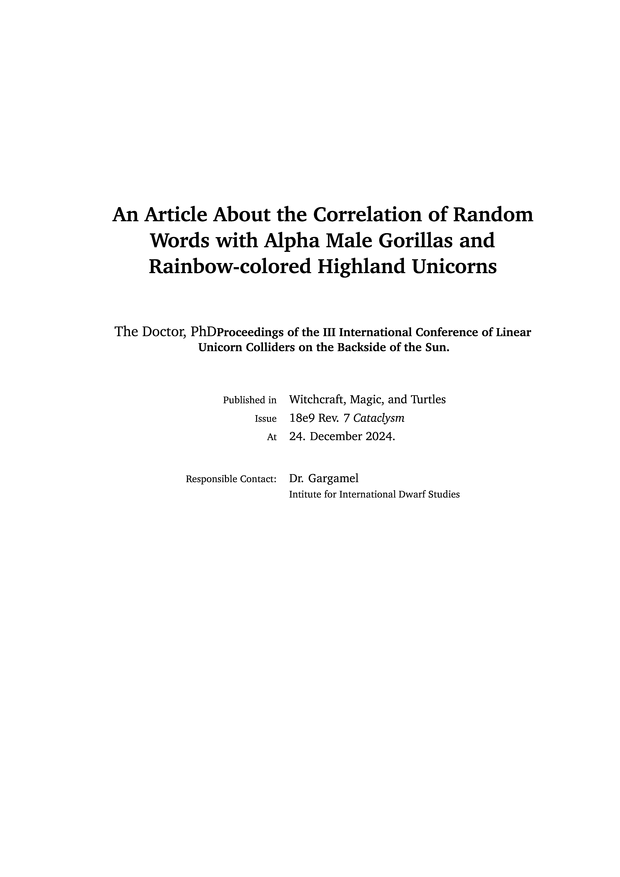 An Article About the Correlation of Random
Words with Alpha Male Gorillas and
Rainbow-colored Highland Unicorns
The Doctor, PhDProceedings of the III International Conference of Linear
Unicorn Colliders on the Backside of the Sun.
Published in Witchcraft, Magic, and Turtles
Issue 18e9 Rev. 7 Cataclysm
At 24. December 2024.
Responsible Contact: Dr. Gargamel
Intitute for International Dwarf Studies